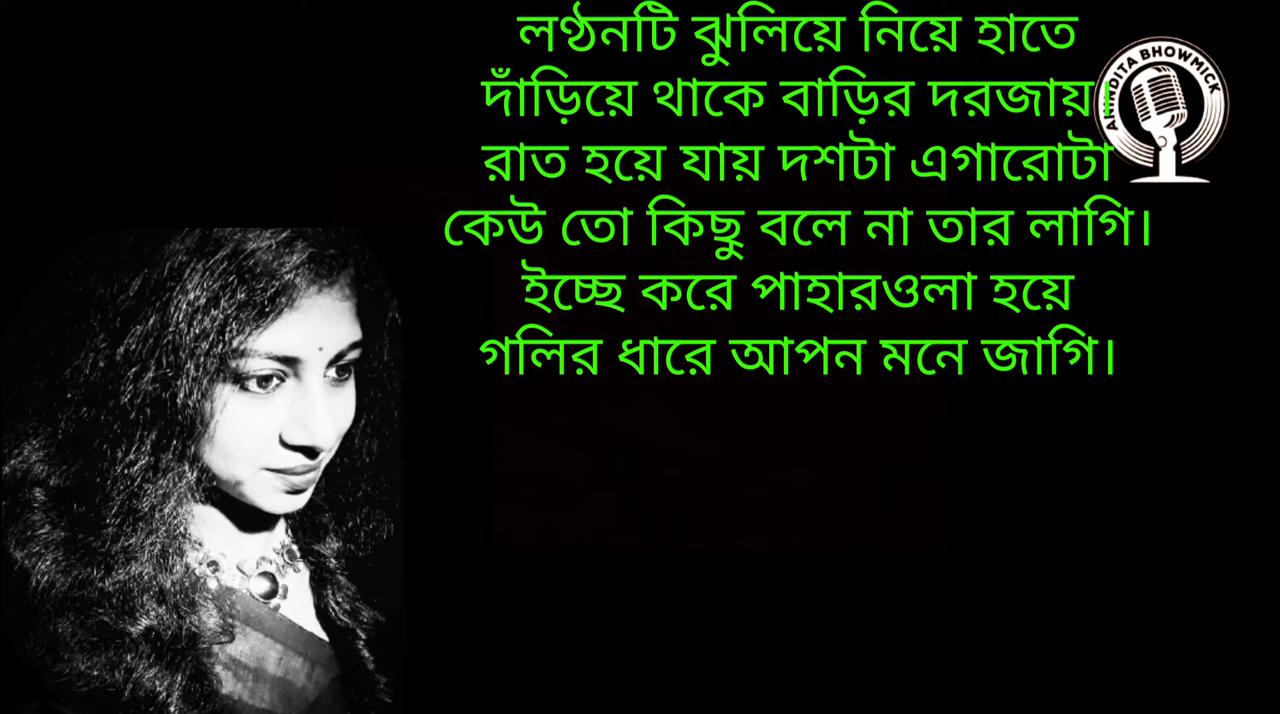 লণ্ঠনটি ঝুলিয়ে নিয়ে হাতে
দাঁড়িয়ে থাকে বাড়ির দরজায়।
রাত হয়ে যায় দশটা এগারোটা
কেউ তো কিছু বলে না তার লাগি।
ইচ্ছে করে পাহারওলা হয়ে
গলির ধারে আপন মনে জাগি।
ANINDITA BHOWMICK